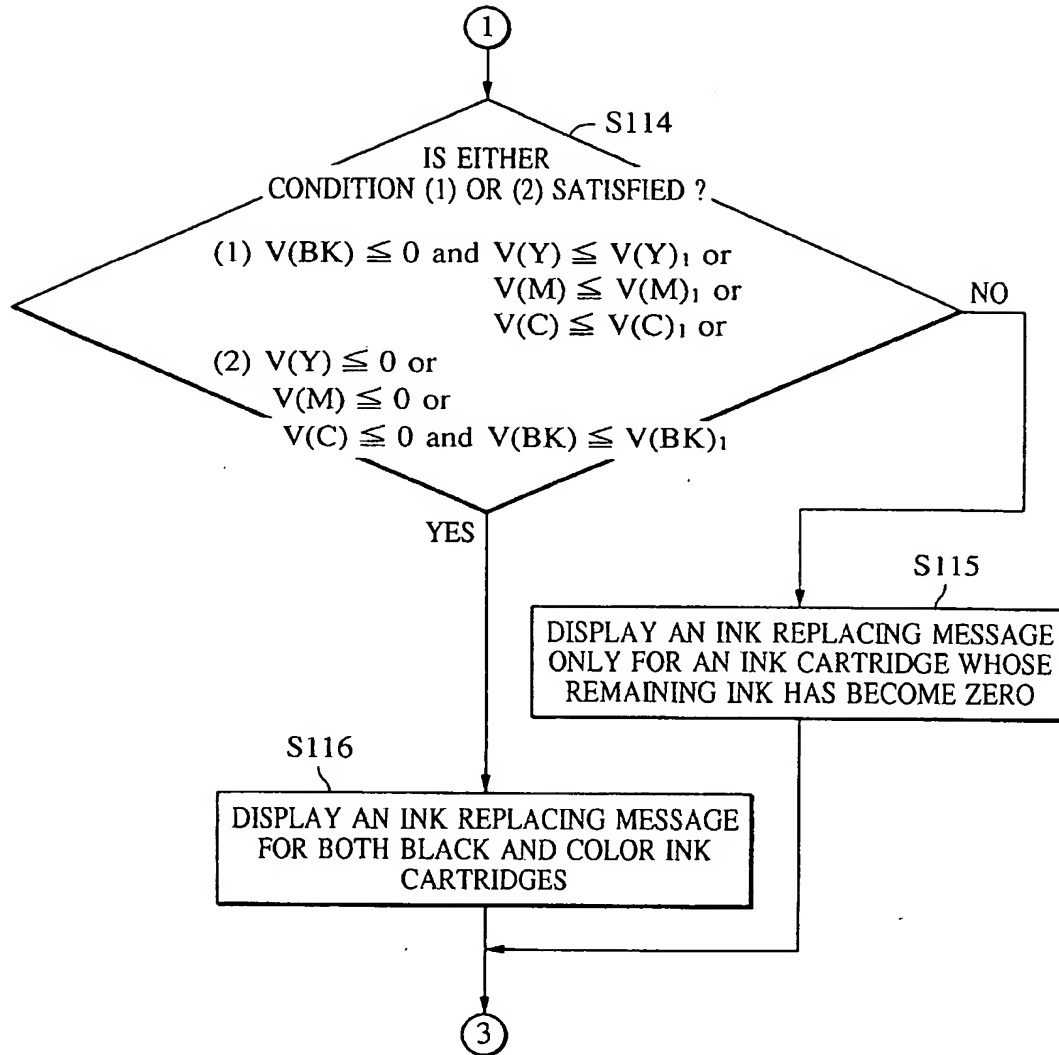 1
S114
IS EITHER
CONDITION (1) OR (2) SATISFIED ?
(1) V(BK) ≦ 0 and V(Y) ≦ V(Y)₁ or
V(M) ≦ V(M)₁ or
V(C) ≦ V(C)₁ or
NO
(2) V(Y) ≦ 0 or
V(M) ≦ 0 or
V(C) ≦ 0 and V(BK) ≦ V(BK)₁
YES
S115
DISPLAY AN INK REPLACING MESSAGE
ONLY FOR AN INK CARTRIDGE WHOSE
REMAINING INK HAS BECOME ZERO
S116
DISPLAY AN INK REPLACING MESSAGE
FOR BOTH BLACK AND COLOR INK
CARTRIDGES
3